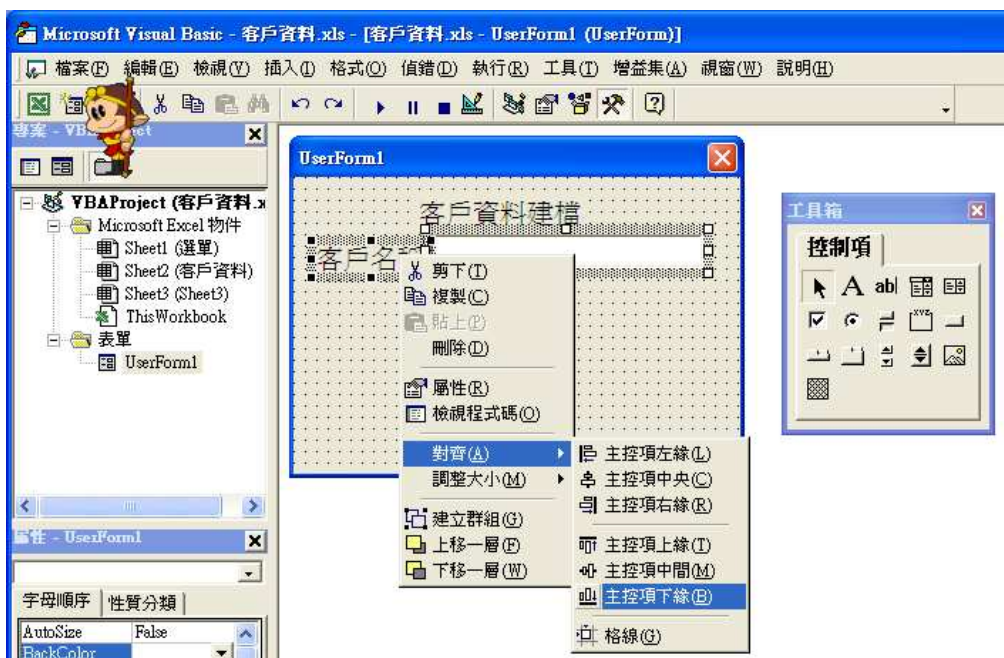 Microsoft Visual Basic - 客戶資料.xls - [客戶資料.xls - UserForm1 (UserForm)]
檔案(F) 編輯(E) 檢視(V) 插入(I) 格式(O) 偵錯(D) 執行(R) 工具(T) 增益集(A) 視窗(W) 說明(H)
專案 - VBAProject
VBAProject (客戶資料.x
Microsoft Excel 物件
Sheet1 (選單)
Sheet2 (客戶資料)
Sheet3 (Sheet3)
ThisWorkbook
表單
UserForm1
屬性 - UserForm1
字母順序 性質分類
AutoSize False
BackColor
UserForm1
客戶資料建檔
客戶名
剪下(T)
複製(C)
貼上(P)
刪除(D)
屬性(R)
檢視程式碼(O)
對齊(A)
調整大小(M)
建立群組(G)
上移一層(F)
下移一層(W)
主控項左緣(L)
主控項中央(C)
主控項右緣(R)
主控項上緣(T)
主控項中間(M)
主控項下緣(B)
格線(G)
工具箱
控制項
A ab|
XYZ